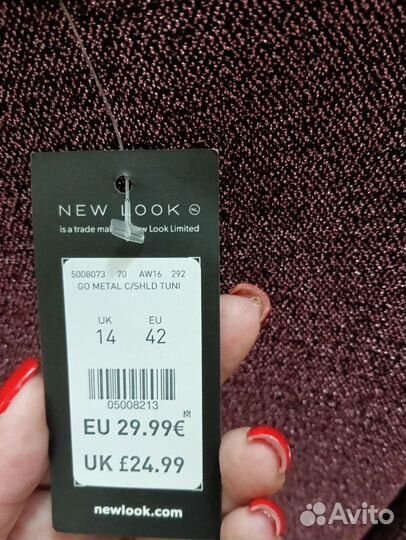 NEW LOOK NL
is a trade ma New Look Limited
5008073 70 AW16 292
GO METAL C/SHLD TUNI
UK EU
14 42
05008213
M
EU 29.99€
UK £24.99
newlook.com
Avito